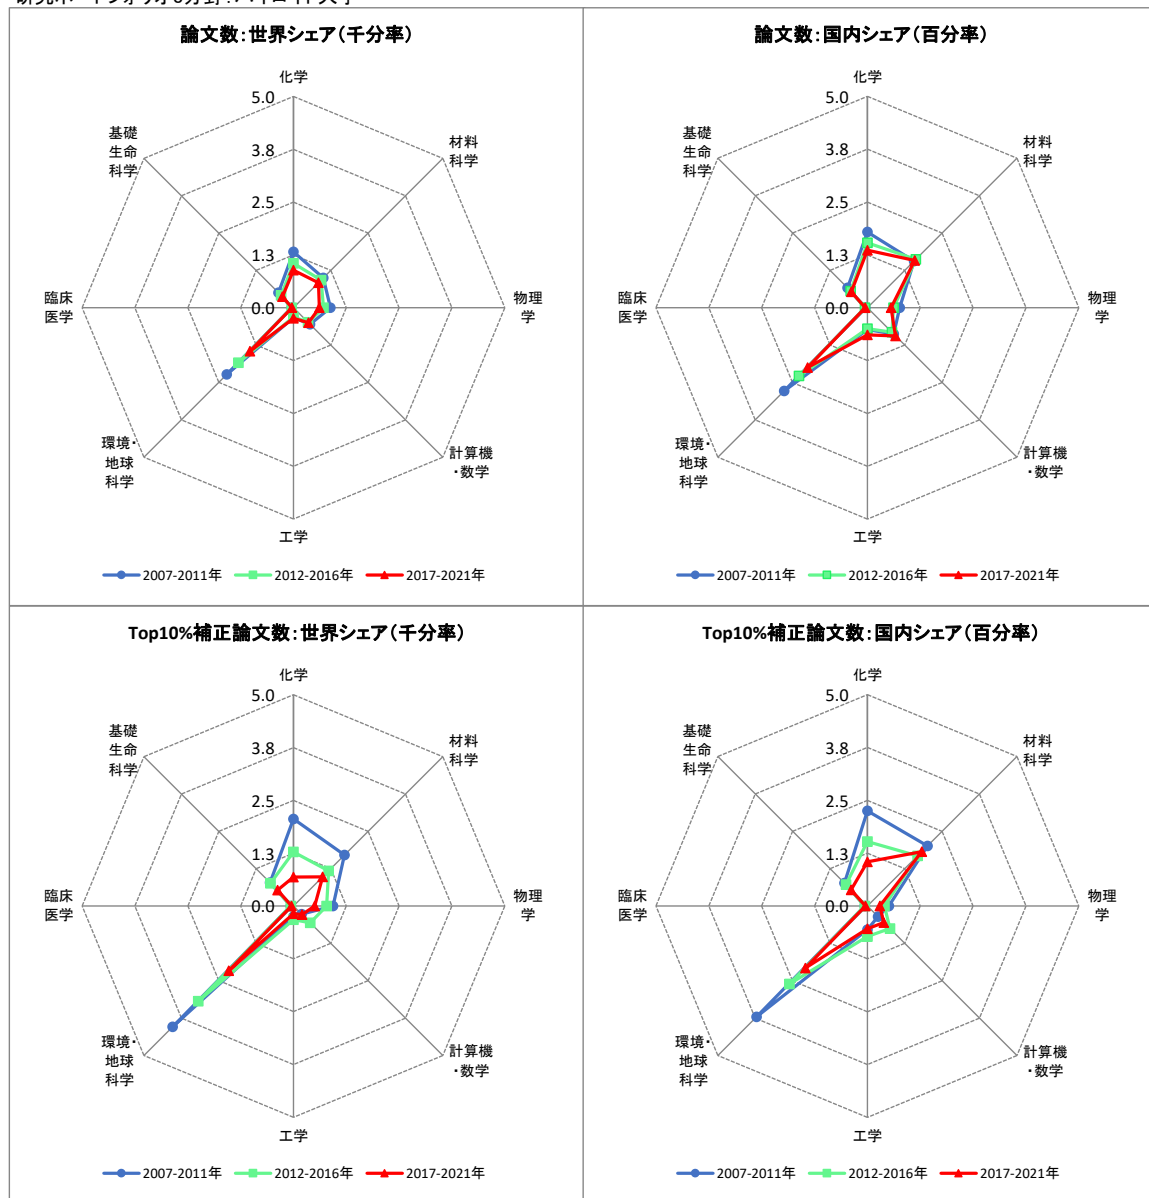 論文数：世界シェア（千分率）
化学
5.0
3.8
2.5
1.3
0.0
材料
科学
物理
学
計算機
・数学
工学
環境・
地球
科学
臨床
医学
基礎
生命
科学
2007-2011年 2012-2016年 2017-2021年
論文数：国内シェア（百分率）
化学
5.0
3.8
2.5
1.3
0.0
材料
科学
物理
学
計算機
・数学
工学
環境・
地球
科学
臨床
医学
基礎
生命
科学
2007-2011年 2012-2016年 2017-2021年
Top10%補正論文数：世界シェア（千分率）
化学
5.0
3.8
2.5
1.3
0.0
材料
科学
物理
学
計算機
・数学
工学
環境・
地球
科学
臨床
医学
基礎
生命
科学
2007-2011年 2012-2016年 2017-2021年
Top10%補正論文数：国内シェア（百分率）
化学
5.0
3.8
2.5
1.3
0.0
材料
科学
物理
学
計算機
・数学
工学
環境・
地球
科学
臨床
医学
基礎
生命
科学
2007-2011年 2012-2016年 2017-2021年